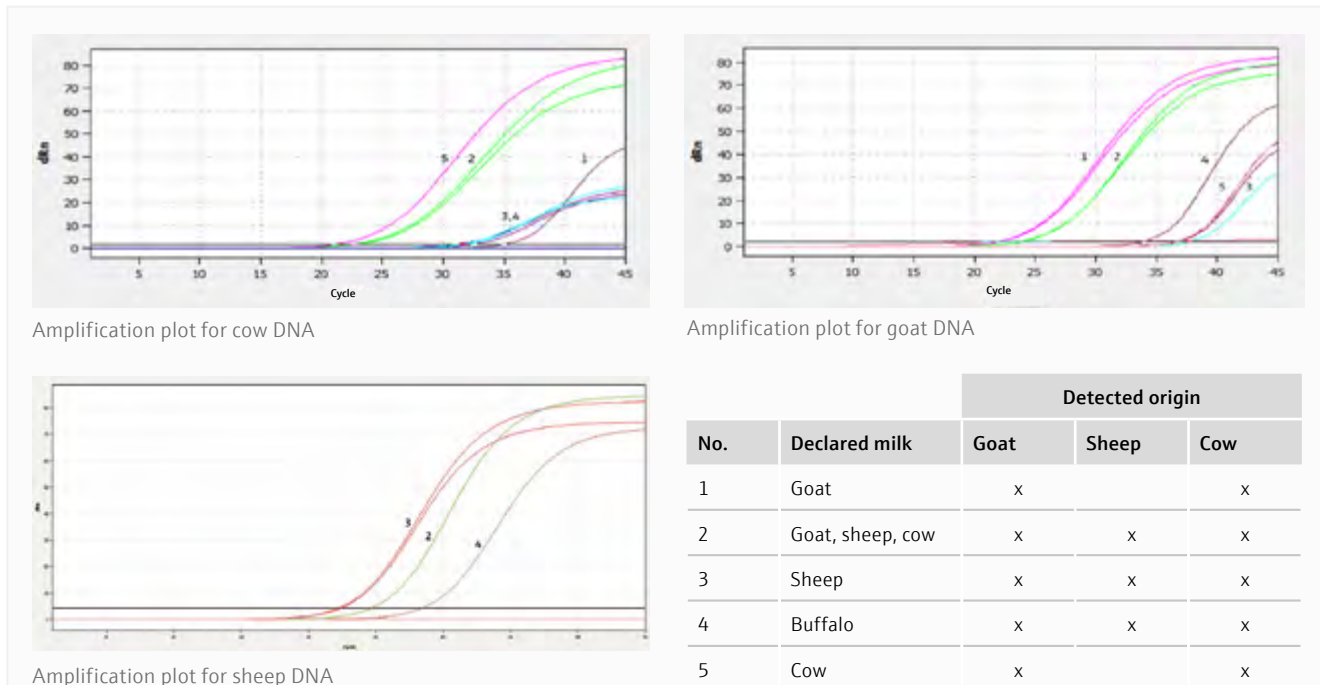 80
70
60
50
40
30
20
10
0
dRn
5
2
1
3,4
5 10 15 20 25 30 35 40 45
Cycle
Amplification plot for cow DNA
80
70
60
50
40
30
20
10
0
dRn
1
2
4
5
3
5 10 15 20 25 30 35 40 45
Cycle
Amplification plot for goat DNA
3
2
4
Amplification plot for sheep DNA
Detected origin
No. Declared milk Goat Sheep Cow
1 Goat x x
2 Goat, sheep, cow x x x
3 Sheep x x x
4 Buffalo x x x
5 Cow x x